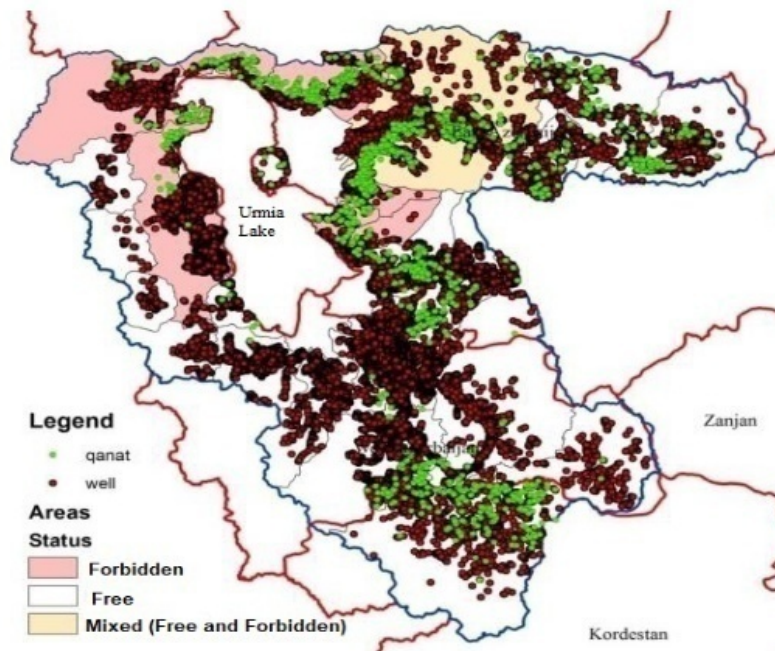 Urmia
Lake
Zanjan
Kordestan
Legend
qanat
well
Areas
Status
Forbidden
Free
Mixed (Free and Forbidden)